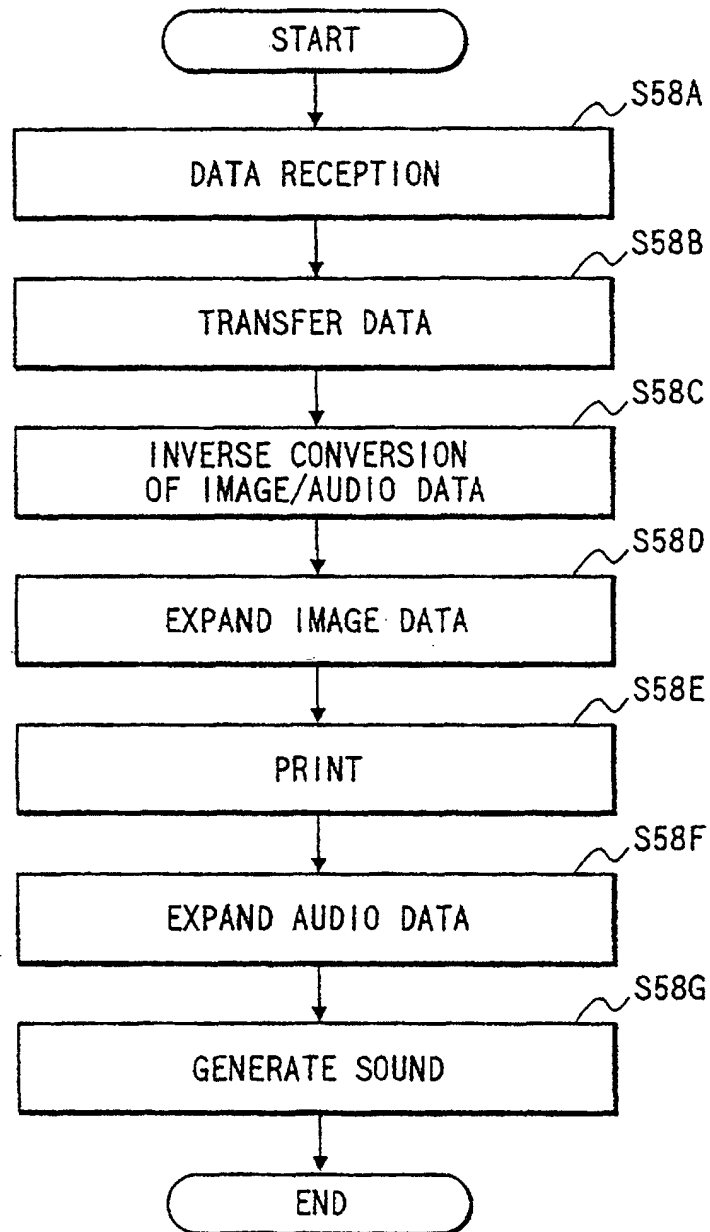 START
S58A
DATA RECEPTION
S58B
TRANSFER DATA
S58C
INVERSE CONVERSION
OF IMAGE/AUDIO DATA
S58D
EXPAND IMAGE DATA
S58E
PRINT
S58F
EXPAND AUDIO DATA
S58G
GENERATE SOUND
END